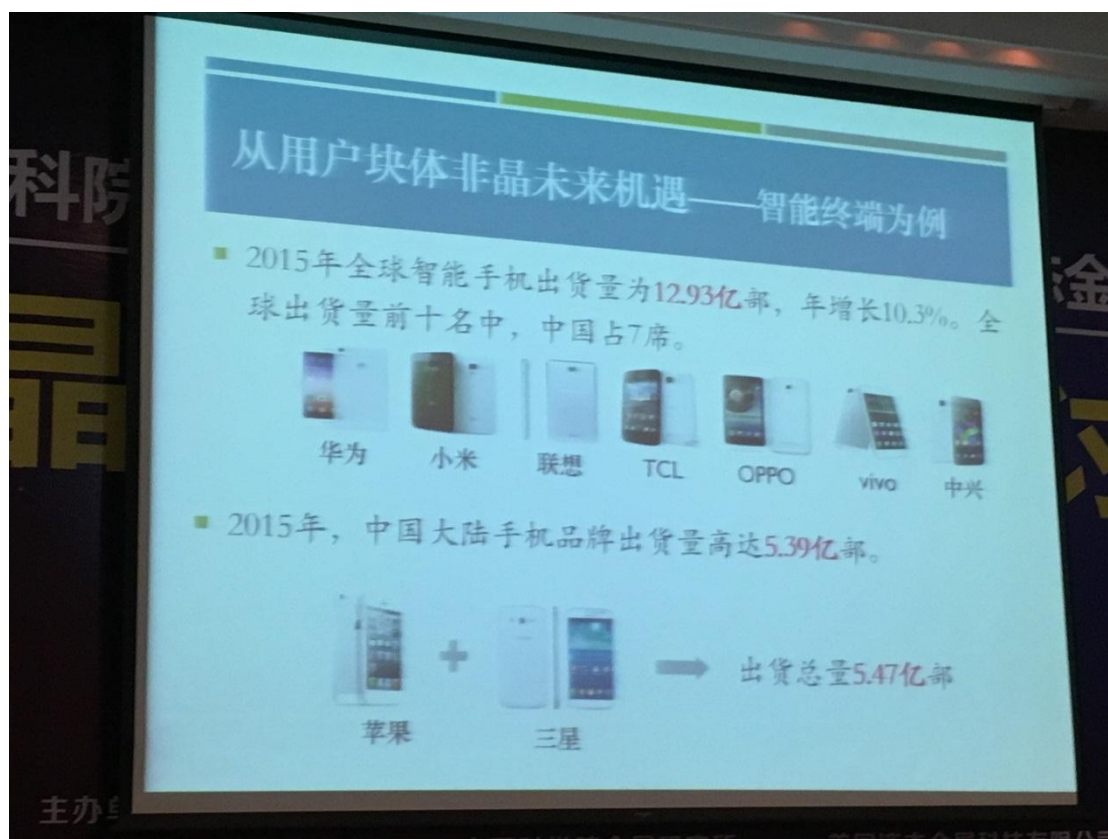 从用户块体非晶未来机遇——智能终端为例
2015年全球智能手机出货量为12.93亿部，年增长10.3%。全
球出货量前十名中，中国占7席。
华为
小米
联想
TCL
OPPO
vivo
中兴
2015年，中国大陆手机品牌出货量高达5.39亿部。
出货总量5.47亿部
苹果
三星
科院
晶
金
主办